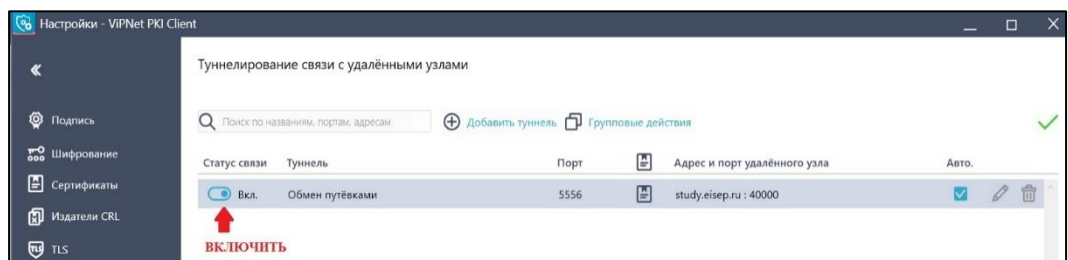 Настройки - ViPNet PKI Client
Туннелирование связи с удалёнными узлами
Подпись
Поиск по названиям, портам, адресам
Добавить туннель
Групповые действия
Шифрование
Статус связи Туннель Порт Адрес и порт удалённого узла Авто.
Сертификаты
Вкл. Обмен путёвками 5556 study.eisep.ru : 40000
Издатели CRL
TLS
ВКЛЮЧИТЬ